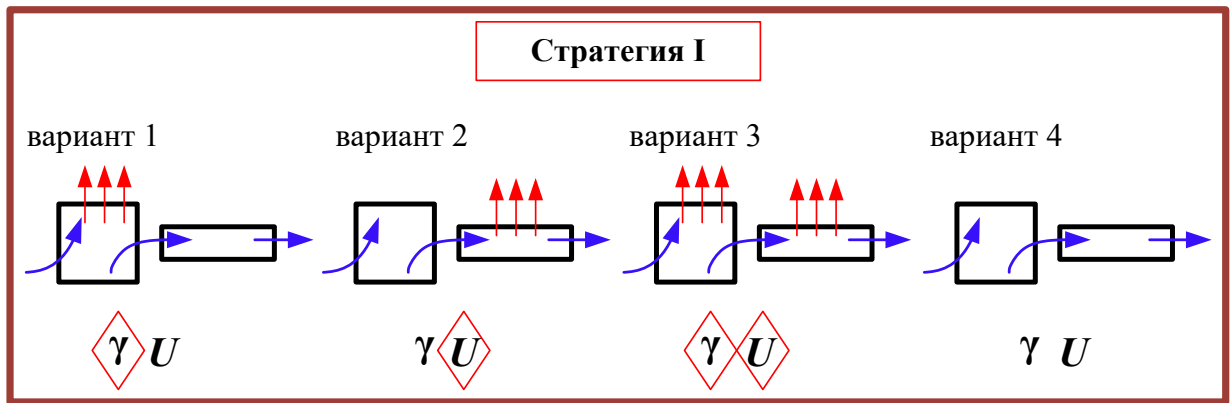 Стратегия I
вариант 1
вариант 2
вариант 3
вариант 4
γ U
γ U
γ U
γ U